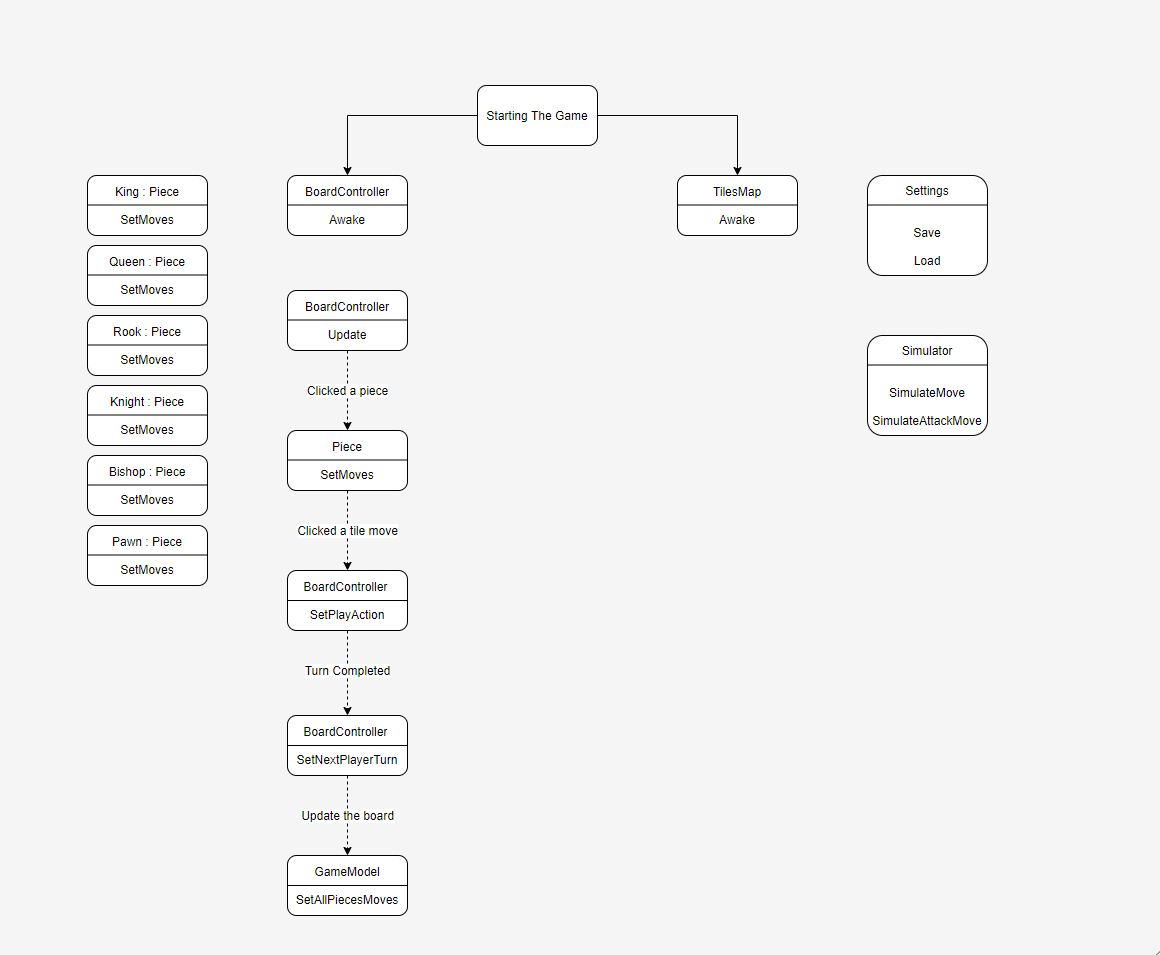 Starting The Game
King : Piece
SetMoves
Queen : Piece
SetMoves
Rook : Piece
SetMoves
Knight : Piece
SetMoves
Bishop : Piece
SetMoves
Pawn : Piece
SetMoves
BoardController
Awake
BoardController
Update
Clicked a piece
Piece
SetMoves
Clicked a tile move
BoardController
SetPlayAction
Turn Completed
BoardController
SetNextPlayerTurn
Update the board
GameModel
SetAllPiecesMoves
TilesMap
Awake
Settings
Save
Load
Simulator
SimulateMove
SimulateAttackMove